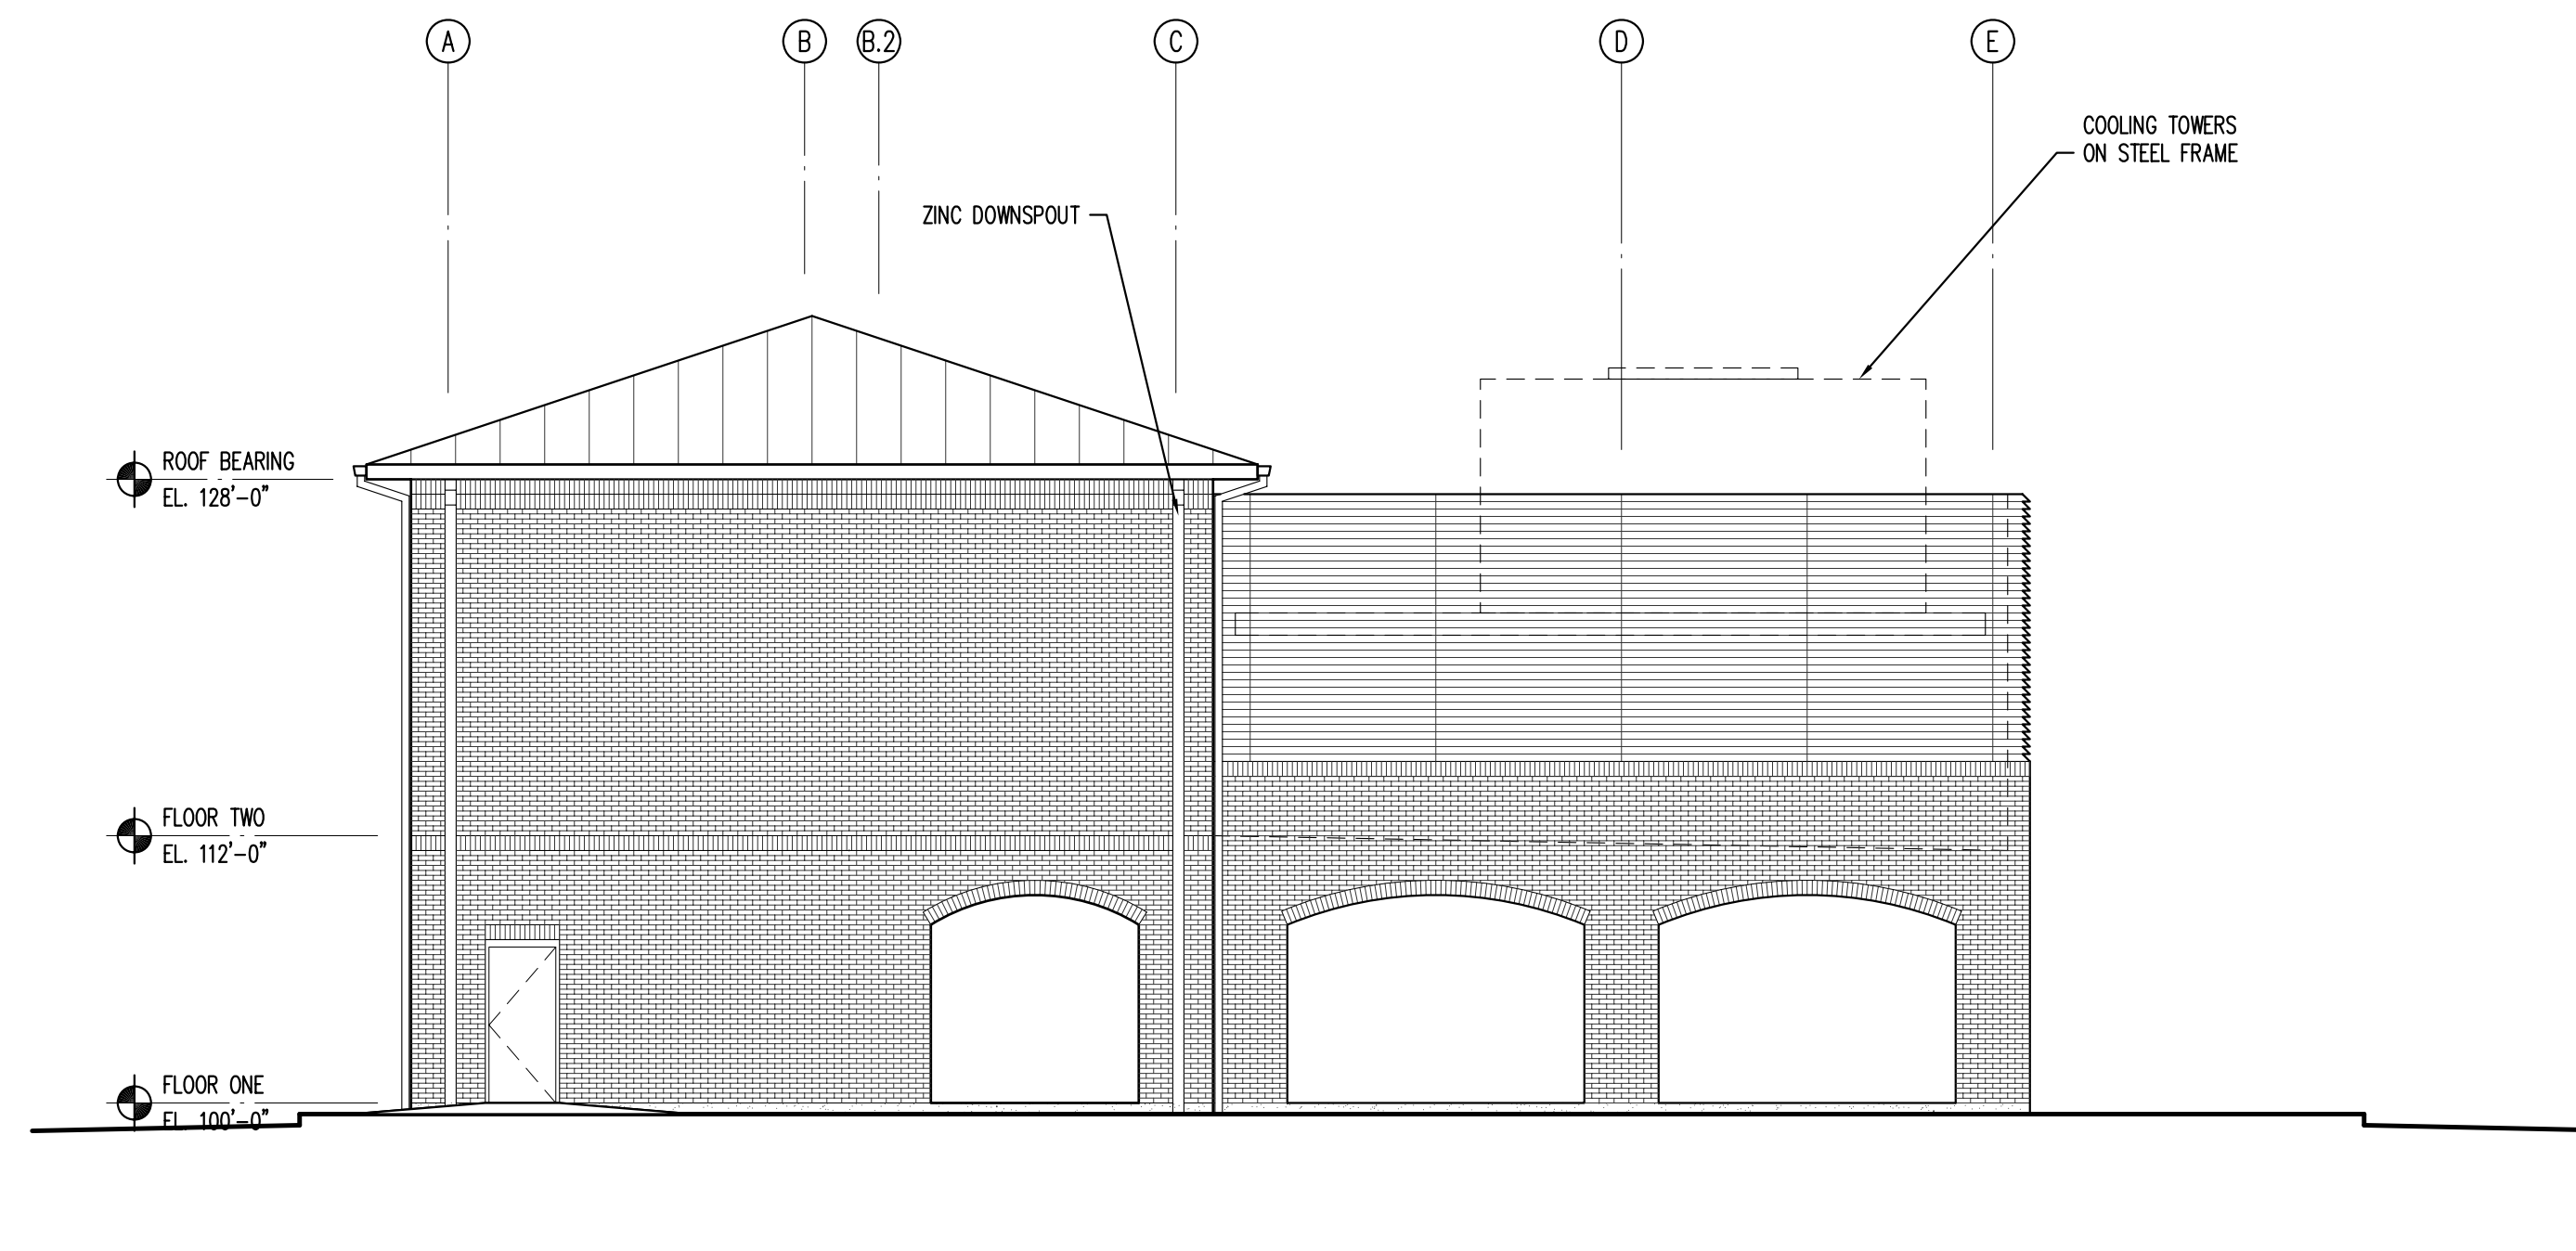 A
B
B.2
C
D
E
COOLING TOWERS
ON STEEL FRAME
ZINC DOWNSPOUT
ROOF BEARING
EL. 128'-0"
FLOOR TWO
EL. 112'-0"
FLOOR ONE
EL. 100'-0"